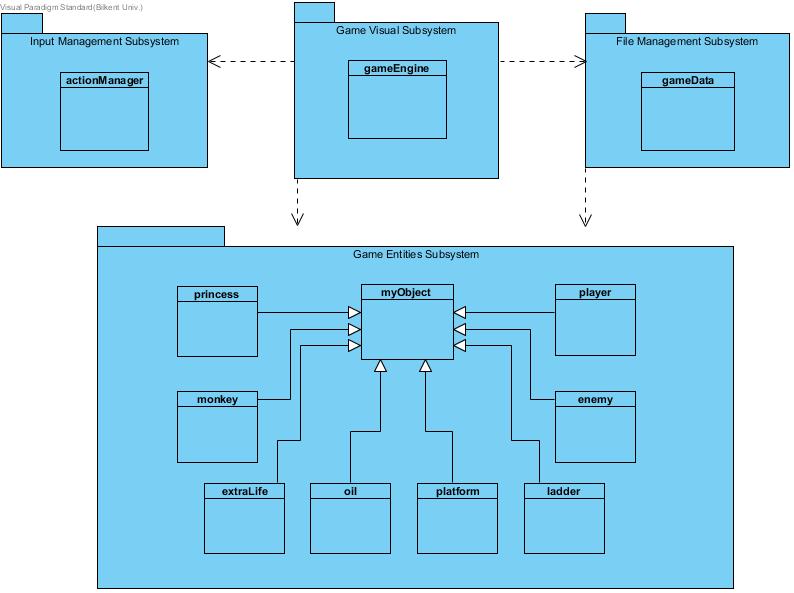 Visual Paradigm Standard(Bilkent Univ.)
Input Management Subsystem
actionManager
Game Visual Subsystem
gameEngine
File Management Subsystem
gameData
Game Entities Subsystem
princess
myObject
player
monkey
enemy
extraLife
oil
platform
ladder